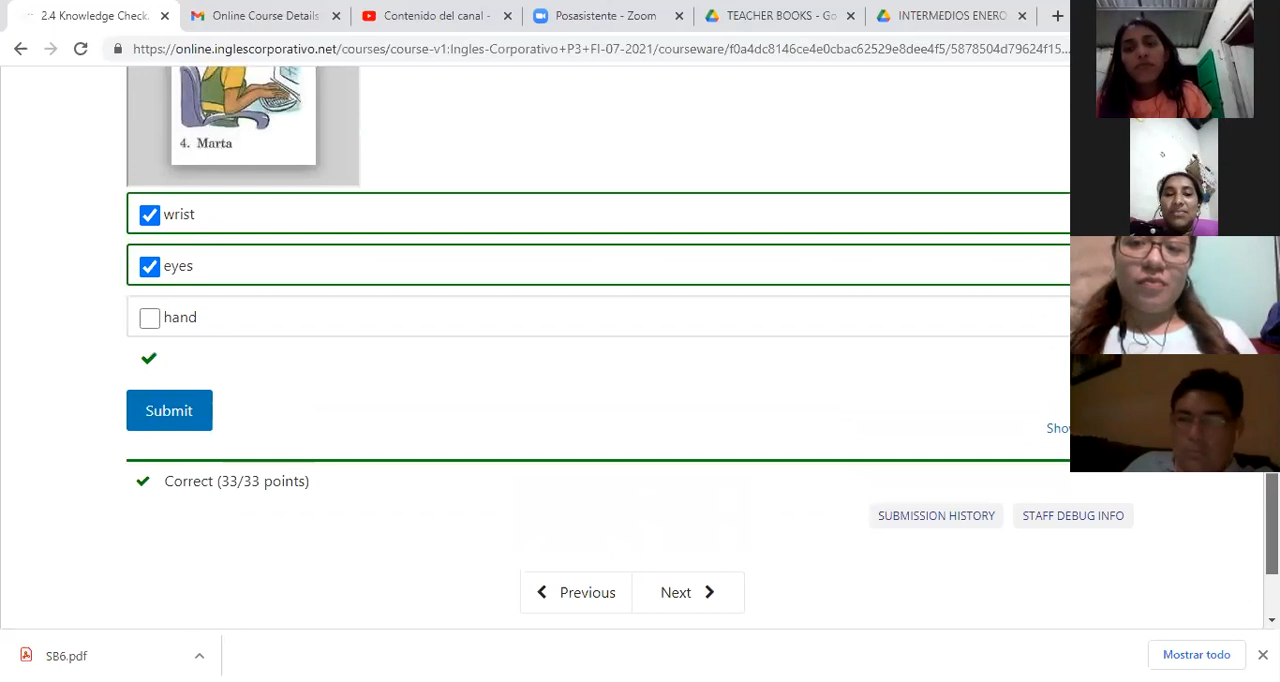 2.4 Knowledge Check.
Online Course Details
Contenido del canal -
Posasistente - Zoom
TEACHER BOOKS - Go
INTERMEDIOS ENERO
https://online.inglescorporativo.net/courses/course-v1:Ingles-Corporativo+P3+FI-07-2021/courseware/f0a4dc8146ce4e0cbac62529e8dee4f5/5878504d79624f15...
4. Marta
wrist
eyes
hand
Submit
Show
Correct (33/33 points)
SUBMISSION HISTORY
STAFF DEBUG INFO
Previous
Next
SB6.pdf
Mostrar todo